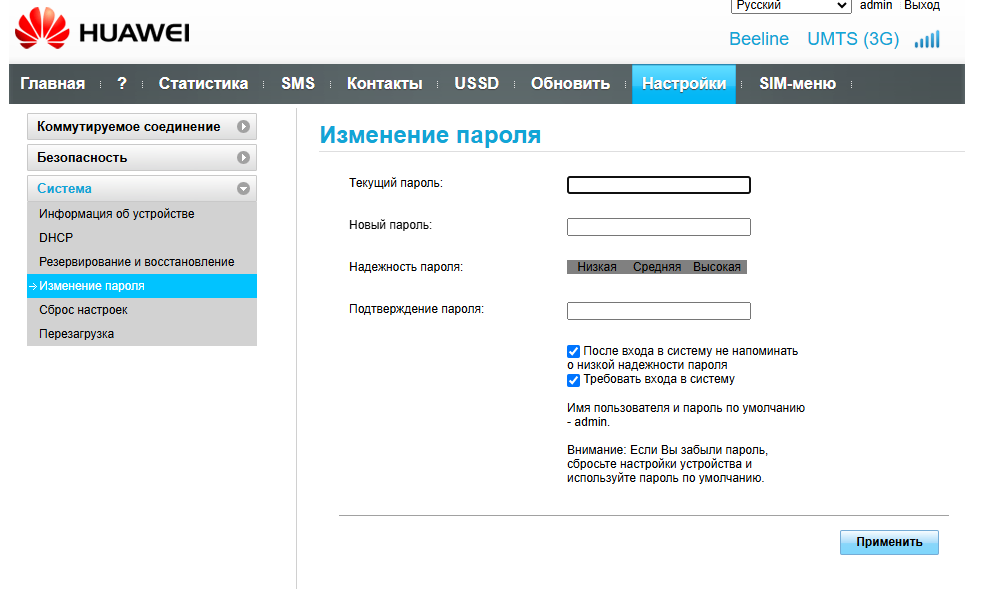 Русский admin Выход
HUAWEI
Beeline UMTS (3G)
Главная ? Статистика SMS Контакты USSD Обновить Настройки SIM-меню
Коммутируемое соединение
Безопасность
Система
Информация об устройстве
DHCP
Резервирование и восстановление
Изменение пароля
Сброс настроек
Перезагрузка
Изменение пароля
Текущий пароль:
Новый пароль:
Надежность пароля: Низкая Средняя Высокая
Подтверждение пароля:
После входа в систему не напоминать
о низкой надежности пароля
Требовать входа в систему
Имя пользователя и пароль по умолчанию
- admin.
Внимание: Если Вы забыли пароль,
сбросьте настройки устройства и
используйте пароль по умолчанию.
Применить